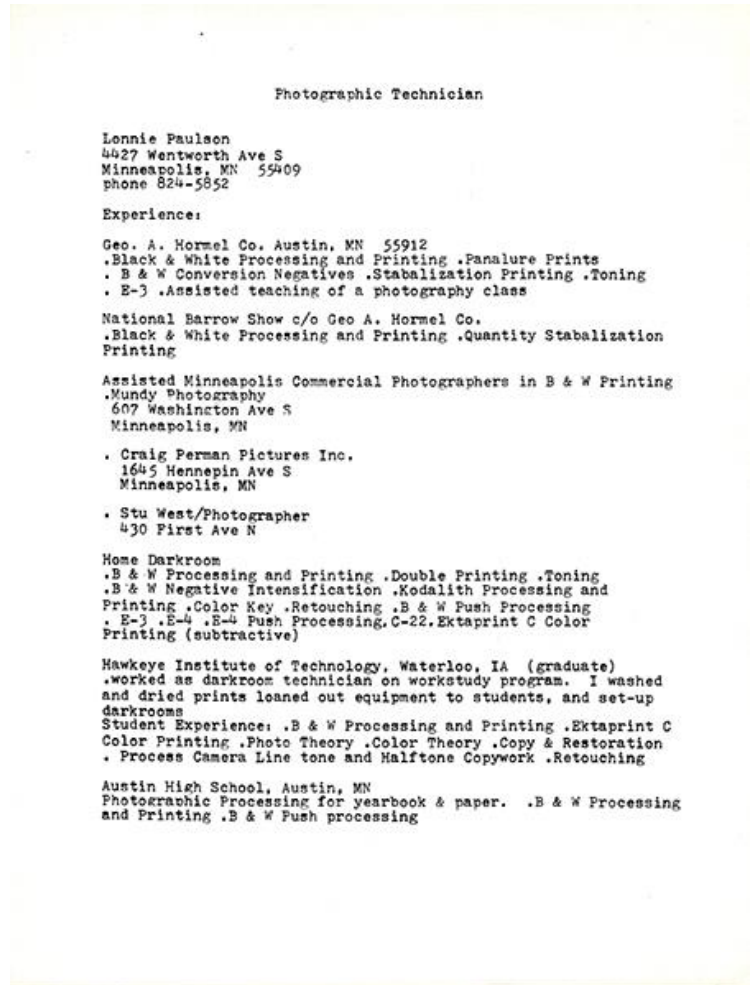 Photographic Technician
Lonnie Paulson
4427 Wentworth Ave S
Minneapolis, MN 55409
phone 824-5852
Experience:
Geo. A. Hormel Co. Austin, MN 55912
.Black & White Processing and Printing .Panalure Prints
. B & W Conversion Negatives .Stabalization Printing .Toning
. E-3 .Assisted teaching of a photography class
National Barrow Show c/o Geo A. Hormel Co.
.Black & White Processing and Printing .Quantity Stabalization
Printing
Assisted Minneapolis Commercial Photographers in B & W Printing
.Mundy Photography
607 Washington Ave S
Minneapolis, MN
. Craig Perman Pictures Inc.
1645 Hennepin Ave S
Minneapolis, MN
. Stu West/Photographer
430 First Ave N
Home Darkroom
.B & W Processing and Printing .Double Printing .Toning
.B & W Negative Intensification .Kodalith Processing and
Printing .Color Key .Retouching .B & W Push Processing
. E-3 .E-4 .E-4 Push Processing.C-22.Ektaprint C Color
Printing (subtractive)
Hawkeye Institute of Technology, Waterloo, IA (graduate)
.worked as darkroom technician on workstudy program. I washed
and dried prints loaned out equipment to students, and set-up
darkrooms
Student Experience: .B & W Processing and Printing .Ektaprint C
Color Printing .Photo Theory .Color Theory .Copy & Restoration
. Process Camera Line tone and Halftone Copywork .Retouching
Austin High School, Austin, MN
Photographic Processing for yearbook & paper. .B & W Processing
and Printing .B & W Push processing